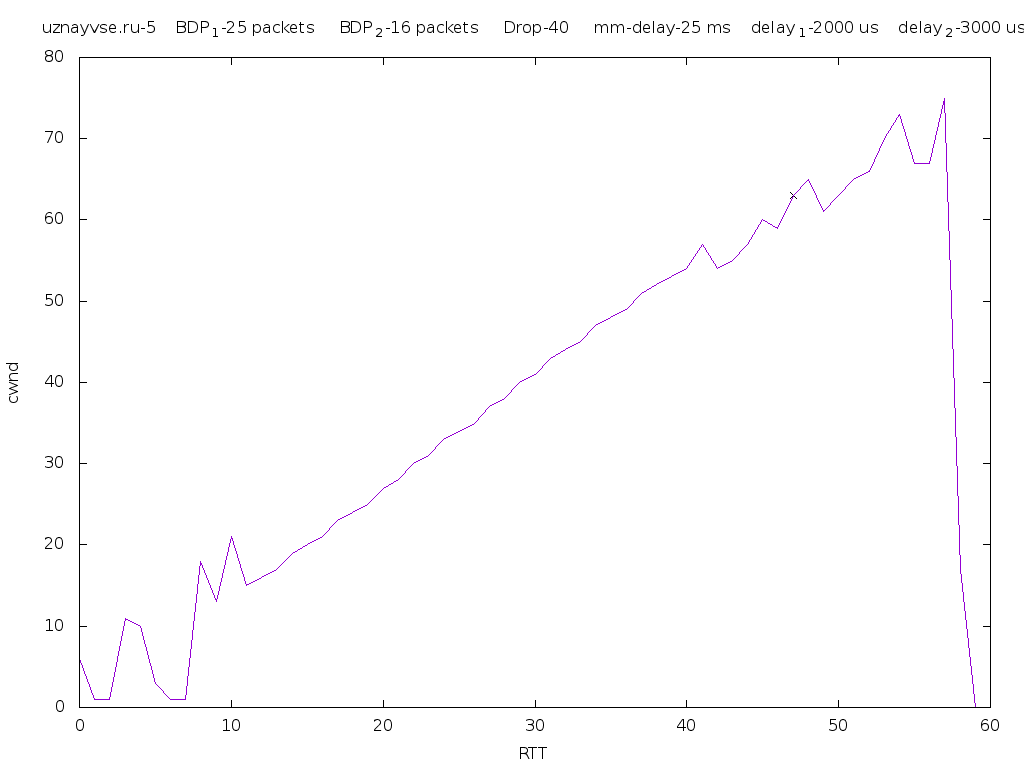 uznayvse.ru-5 BDP1-25 packets BDP2-16 packets Drop-40 mm-delay-25 ms delay1-2000 us delay2-3000 us
80
70
60
50
40
30
20
10
0
cwnd
0 10 20 30 40 50 60
RTT